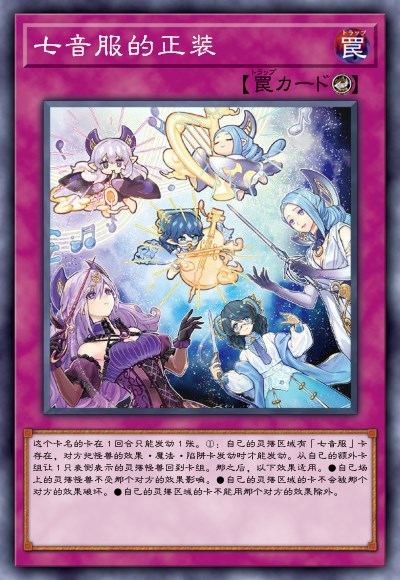 七音服的正装
トラップ
罠
トラップ
【罠カード】
这个卡名的卡在1回合只能发动1张。①:自己的灵摆区域有「七音服」卡
存在,对方把怪兽的效果・魔法・陷阱卡发动时才能发动。从自己的额外卡
组让1只表侧表示的灵摆怪兽回到卡组。那之后,以下效果适用。●自己场
上的灵摆怪兽不受那个对方的效果影响。●自己的灵摆区域的卡不会被那个
对方的效果破坏。●自己的灵摆区域的卡不能用那个对方的效果除外。